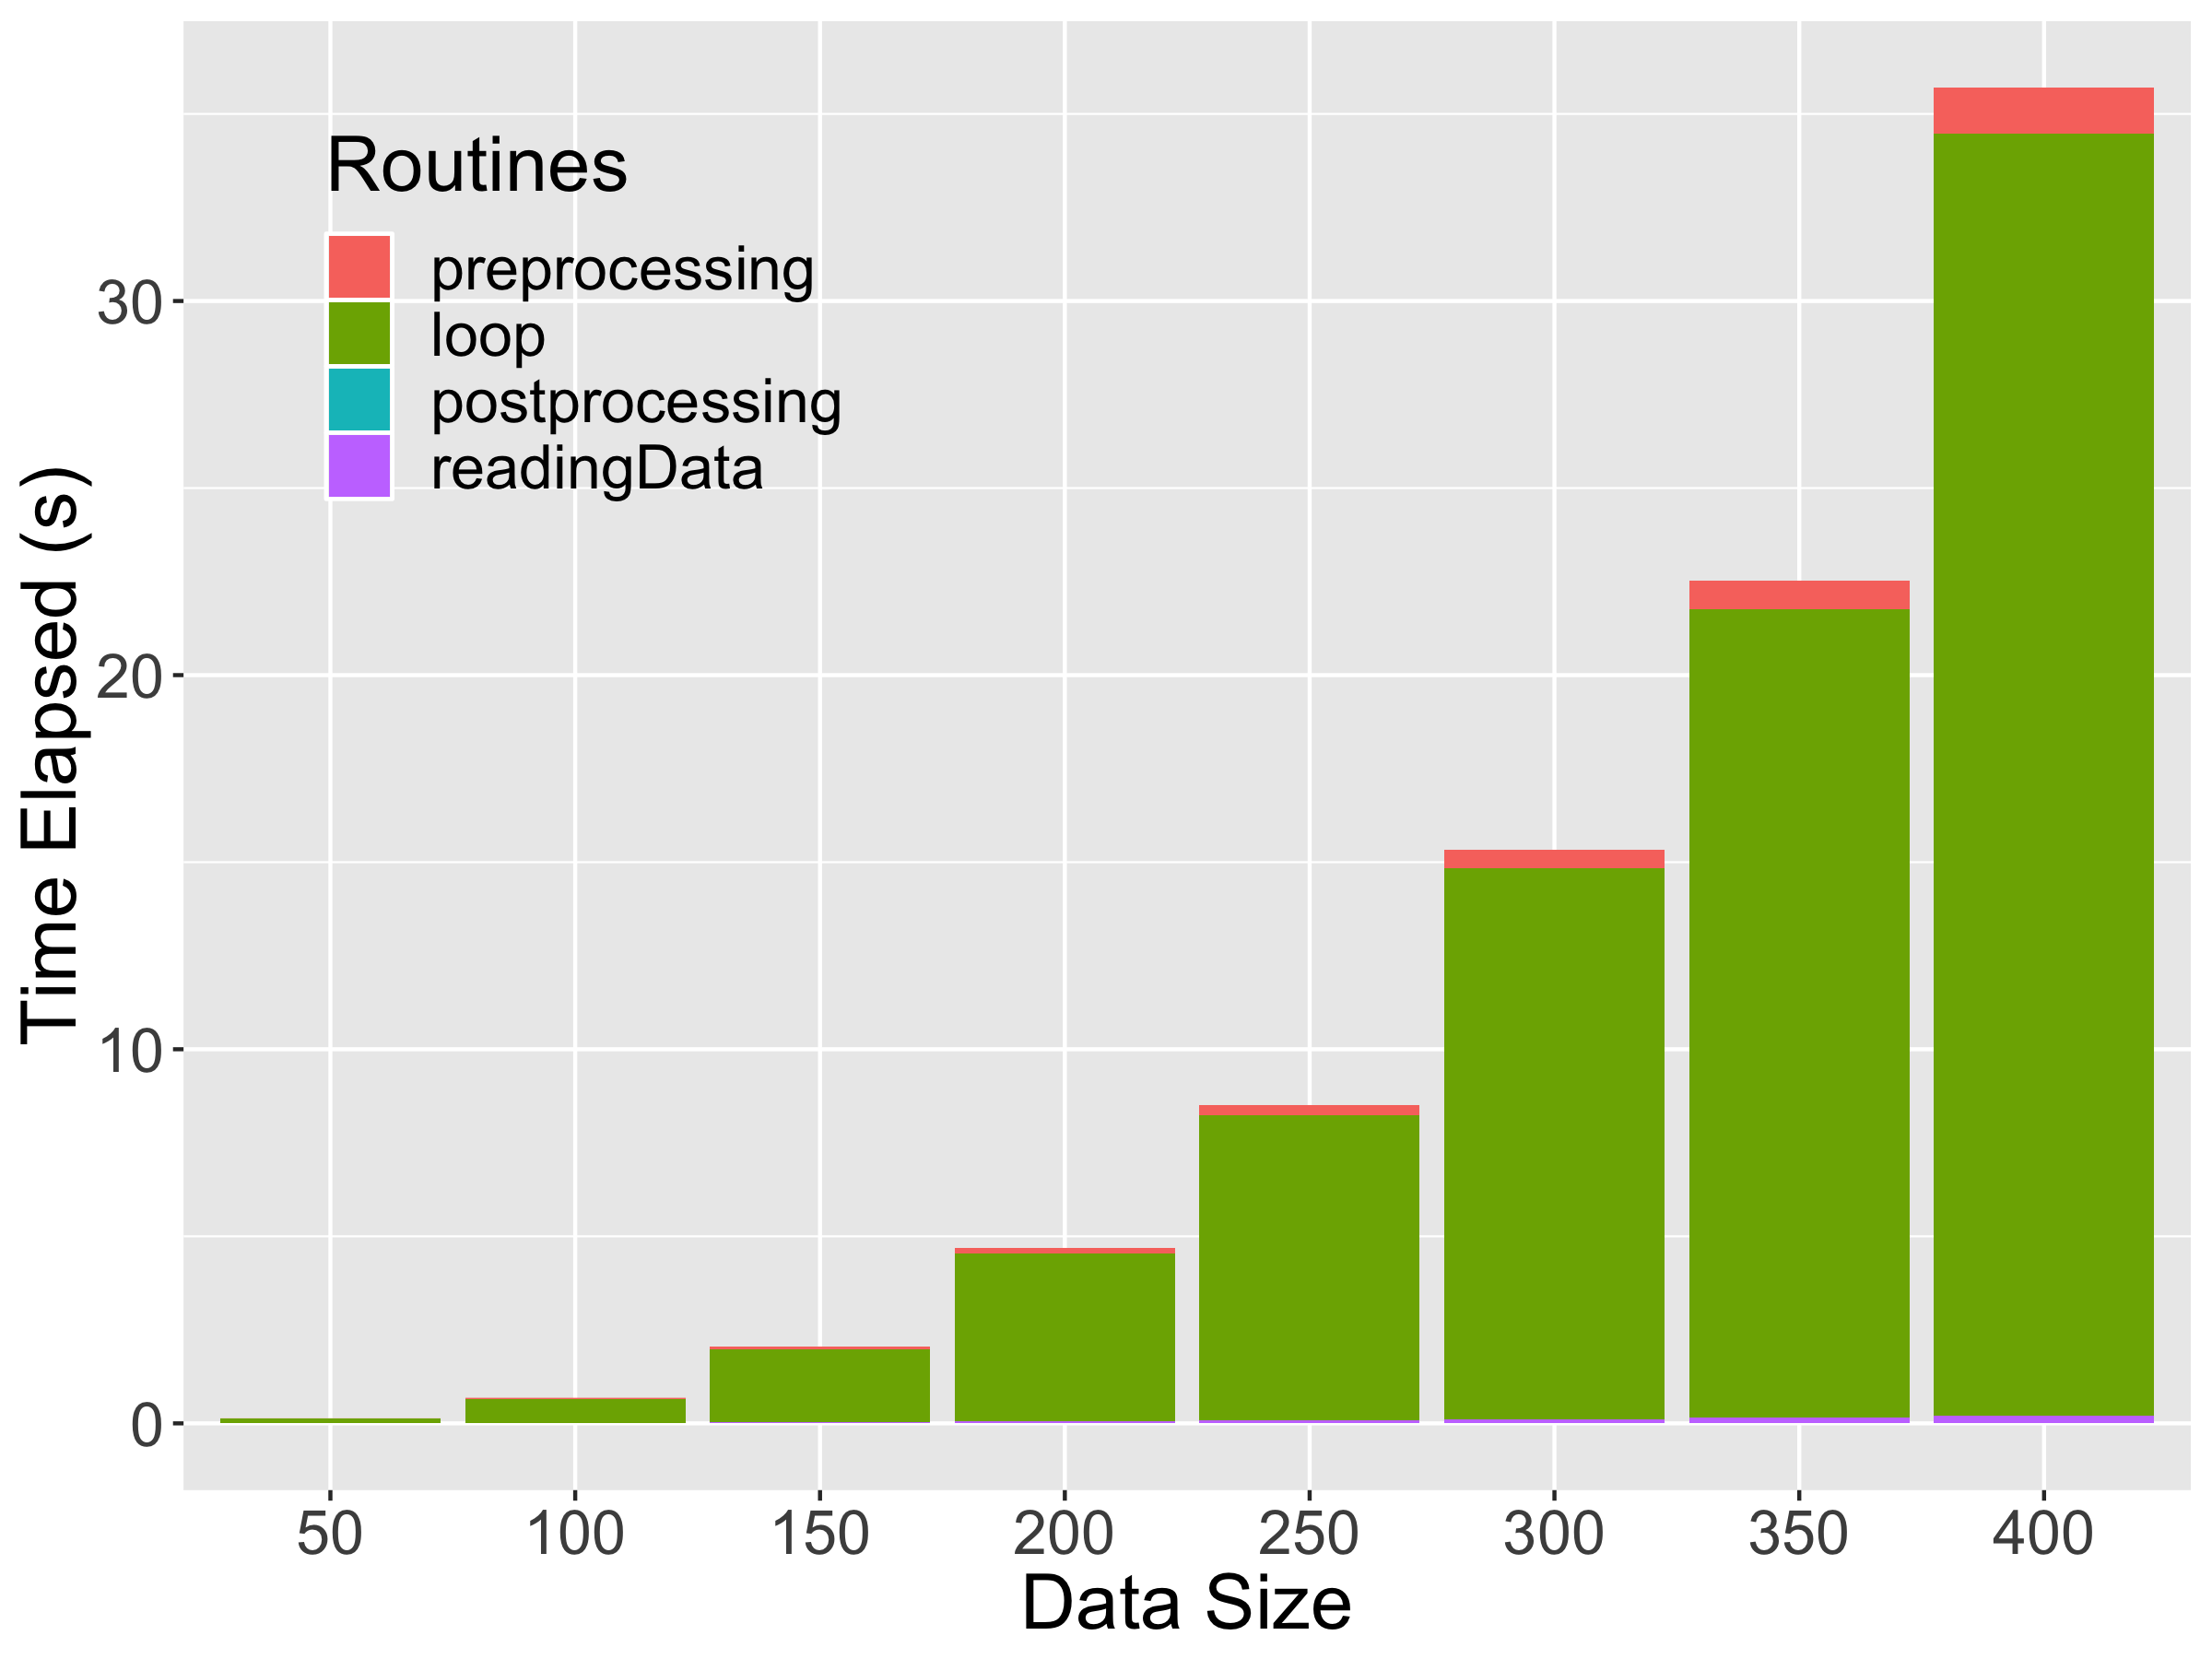 Routines
preprocessing
loop
postprocessing
readingData
Time Elapsed (s)
30
20
10
0
50 100 150 200 250 300 350 400
Data Size